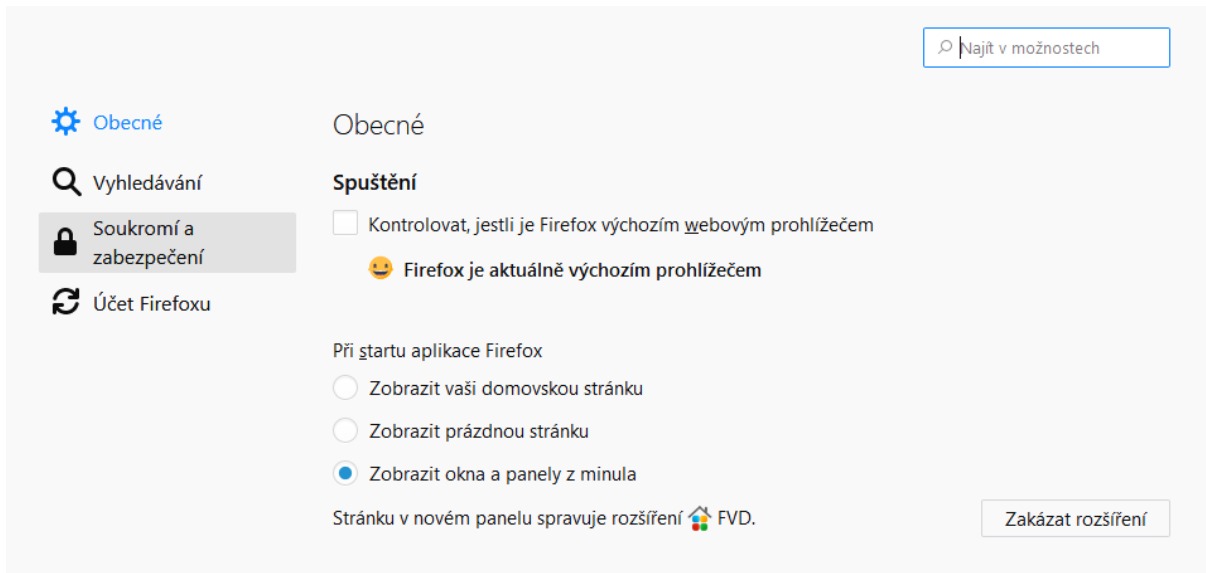 Najít v možnostech
Obecné
Vyhledávání
Soukromí a
zabezpečení
Účet Firefoxu
Obecné
Spuštění
Kontrolovat, jestli je Firefox výchozím webovým prohlížečem
Firefox je aktuálně výchozím prohlížečem
Při startu aplikace Firefox
Zobrazit vaši domovskou stránku
Zobrazit prázdnou stránku
Zobrazit okna a panely z minula
Stránku v novém panelu spravuje rozšíření FVD.
Zakázat rozšíření